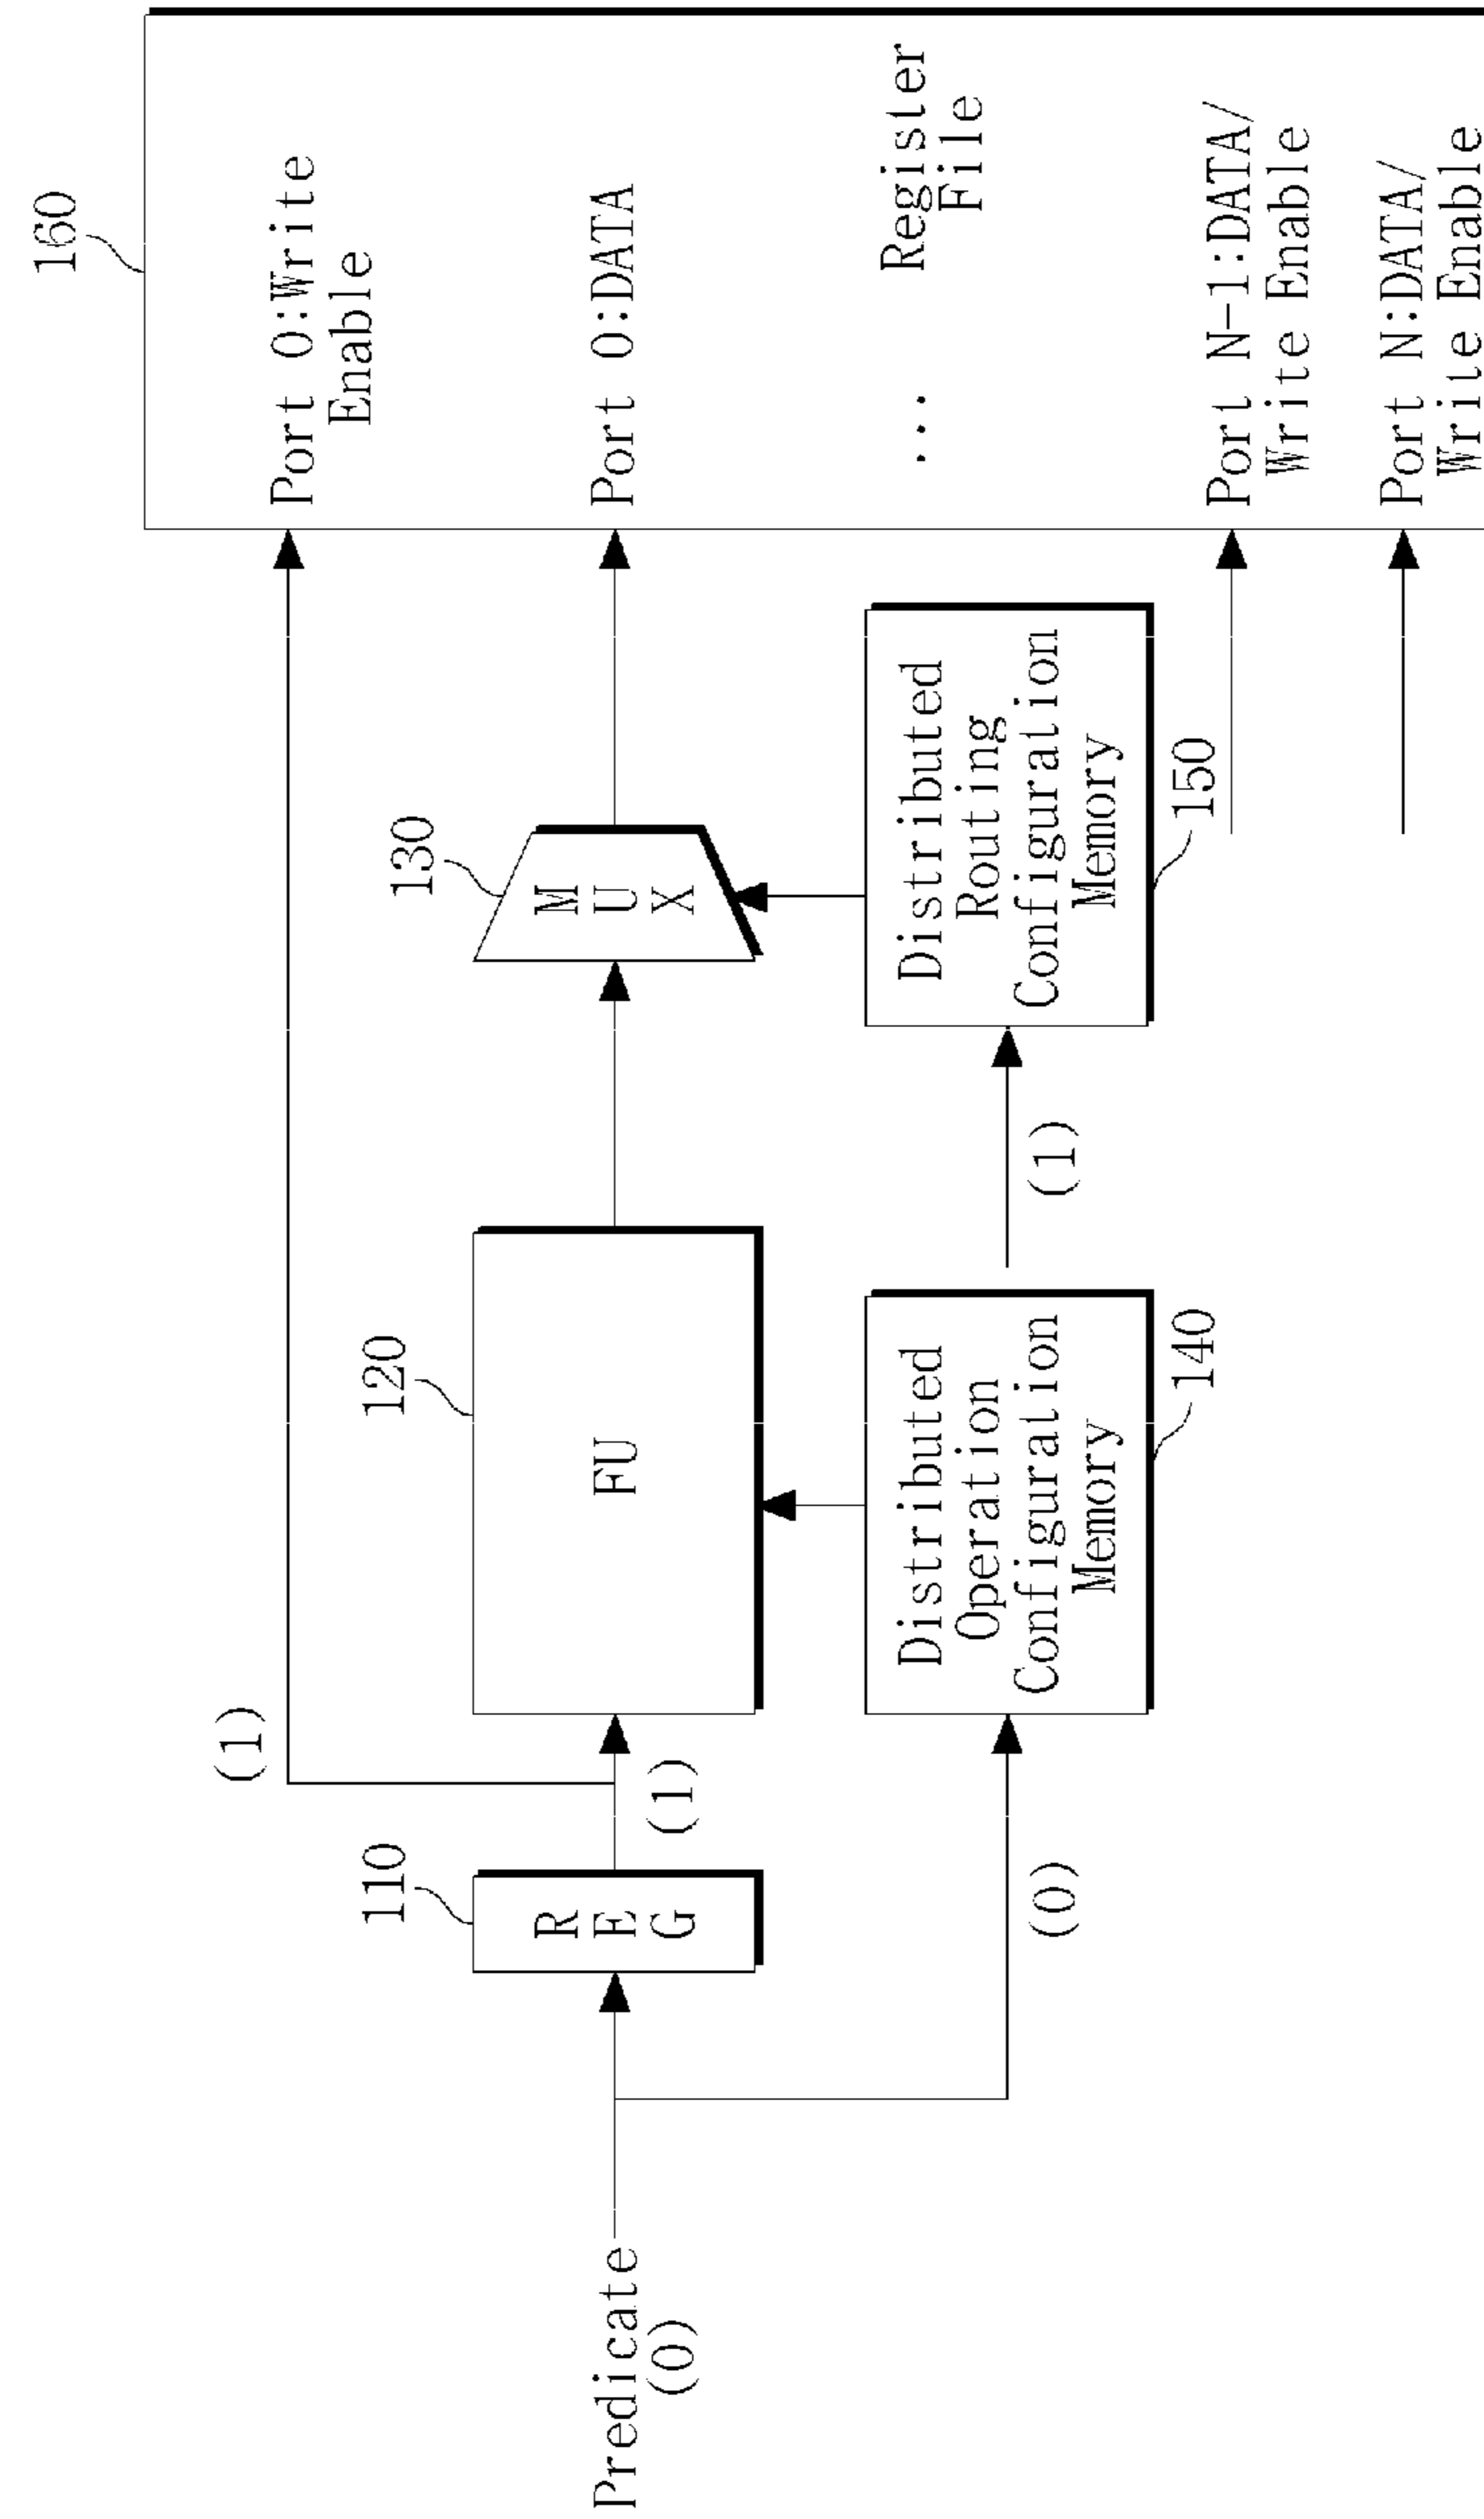 160
Port 0:Write
Enable
(1)
110
120
130
Predicate
(0)
R
E
G
(1)
FU
M
U
X
Port 0:DATA
(0)
Distributed
Operation
Configuration
Memory
140
(1)
Distributed
Routing
Configuration
Memory
150
...
Register
File
Port N-1:DATA/
Write Enable
Port N:DATA/
Write Enable